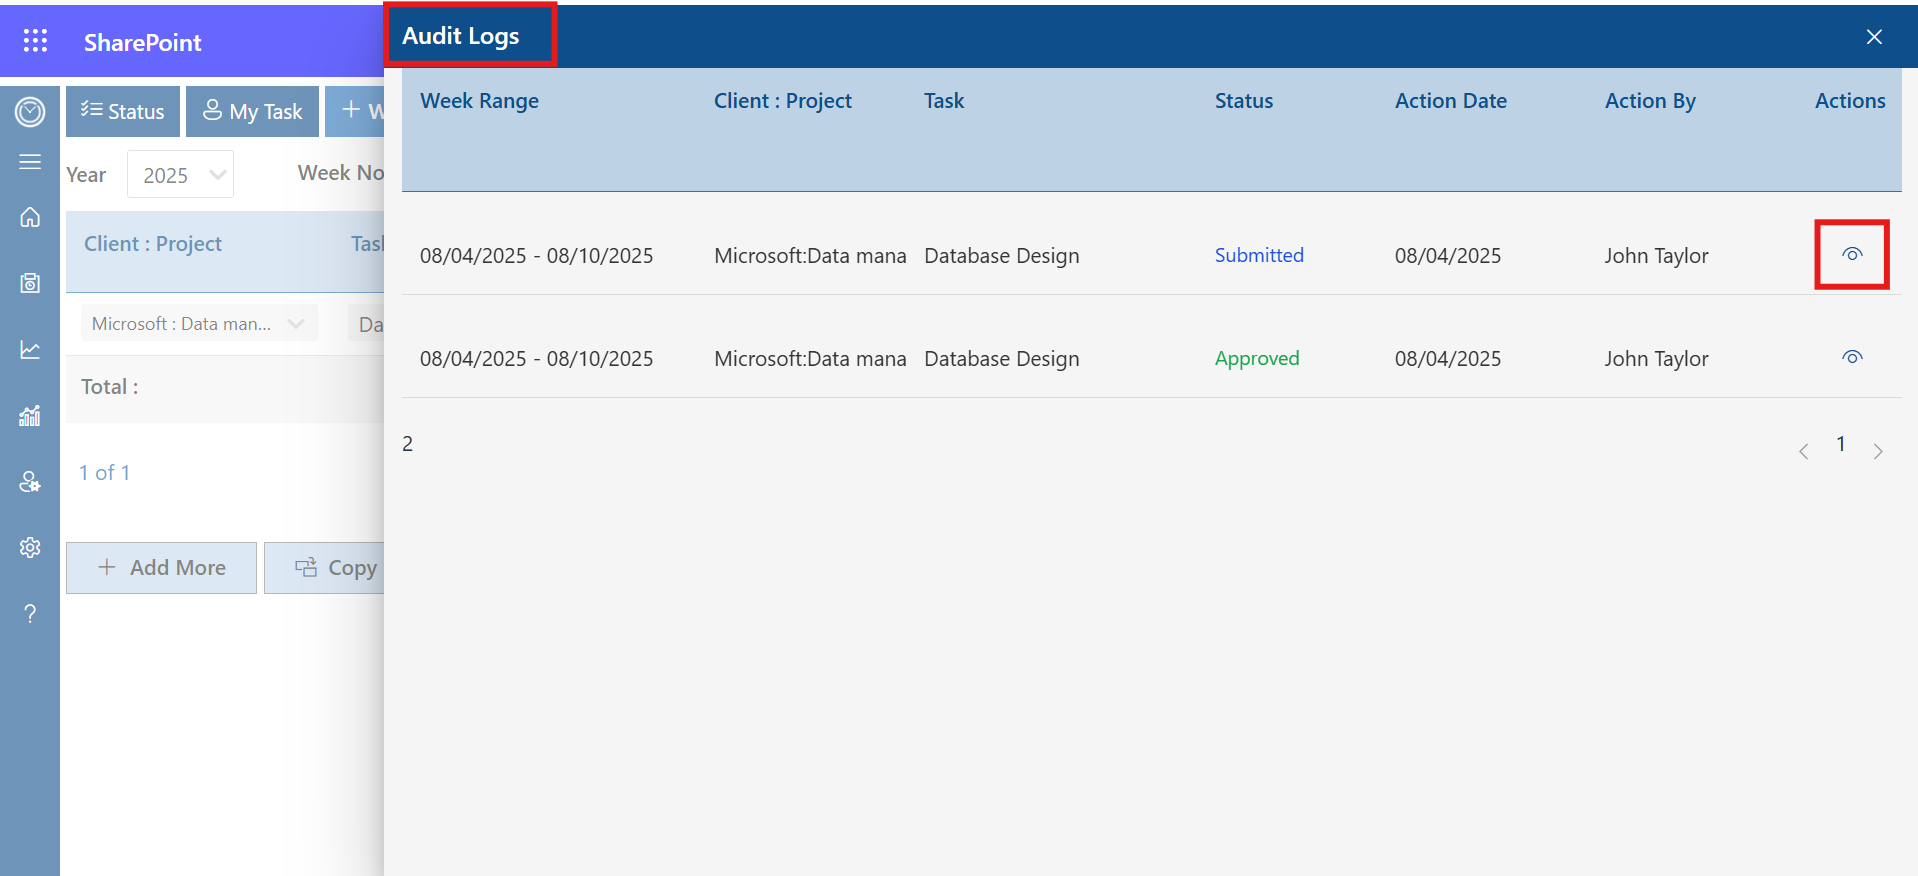 SharePoint
Audit Logs
Status
My Task
W
Year
2025
Week No
Client : Project
Tas
Microsoft : Data man...
Da
Total :
1 of 1
Add More
Copy
Week Range Client : Project Task Status Action Date Action By Actions
08/04/2025 - 08/10/2025 Microsoft:Data mana Database Design Submitted 08/04/2025 John Taylor
08/04/2025 - 08/10/2025 Microsoft:Data mana Database Design Approved 08/04/2025 John Taylor
2
1